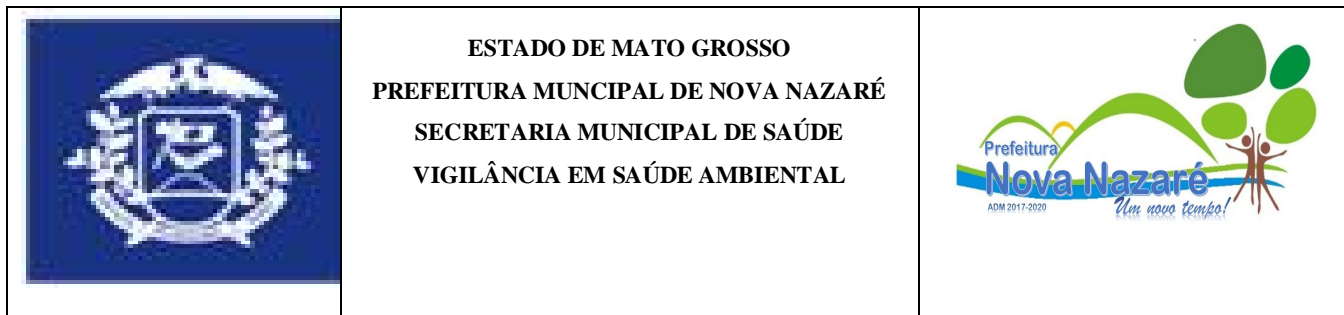 ESTADO DE MATO GROSSO
PREFEITURA MUNCIPAL DE NOVA NAZARÉ
SECRETARIA MUNICIPAL DE SAÚDE
VIGILÂNCIA EM SAÚDE AMBIENTAL
Prefeitura
Nova Nazaré
ADM 2017-2020
Um novo tempo!